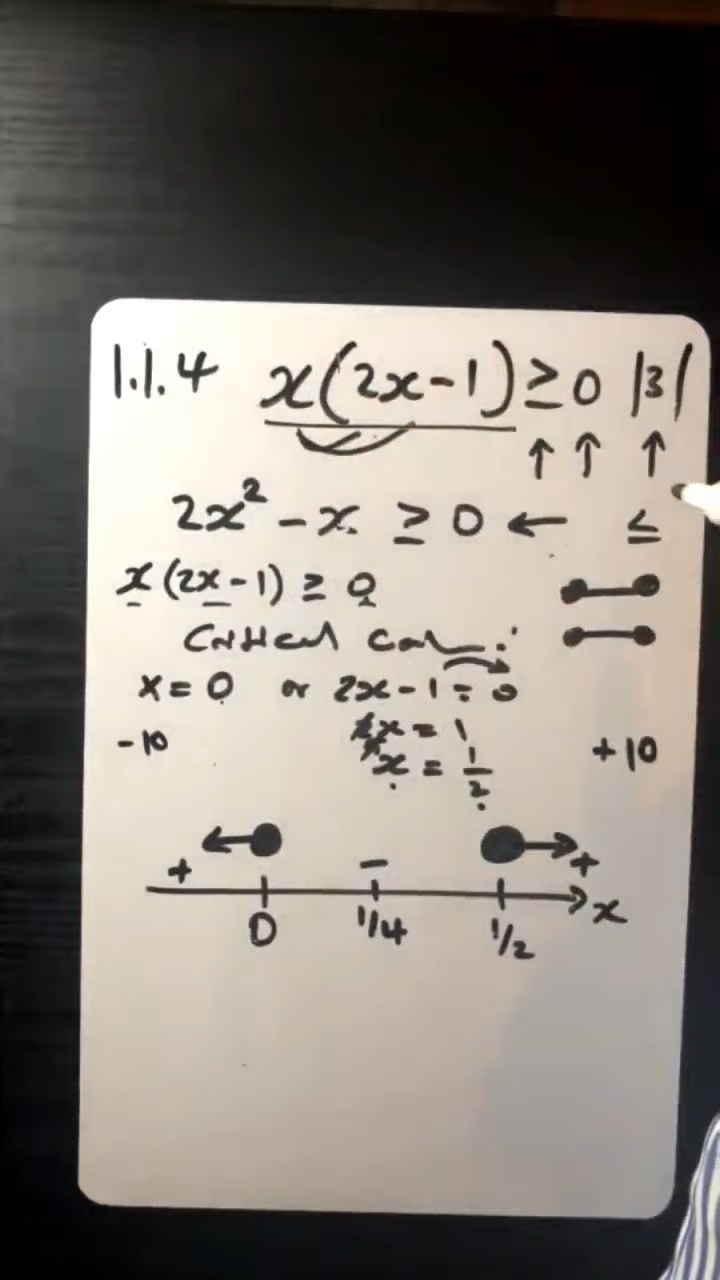 1.1.4 x(2x-1) ≥ 0 |3|
↑ ↑ ↑
2x² - x ≥ 0 ← ≤
x(2x-1) ≥ 0
Critical
x = 0 or 2x - 1 = 0
-10 2x = 1 +10
x = 1/2
+ - +
0 1/4 1/2 x